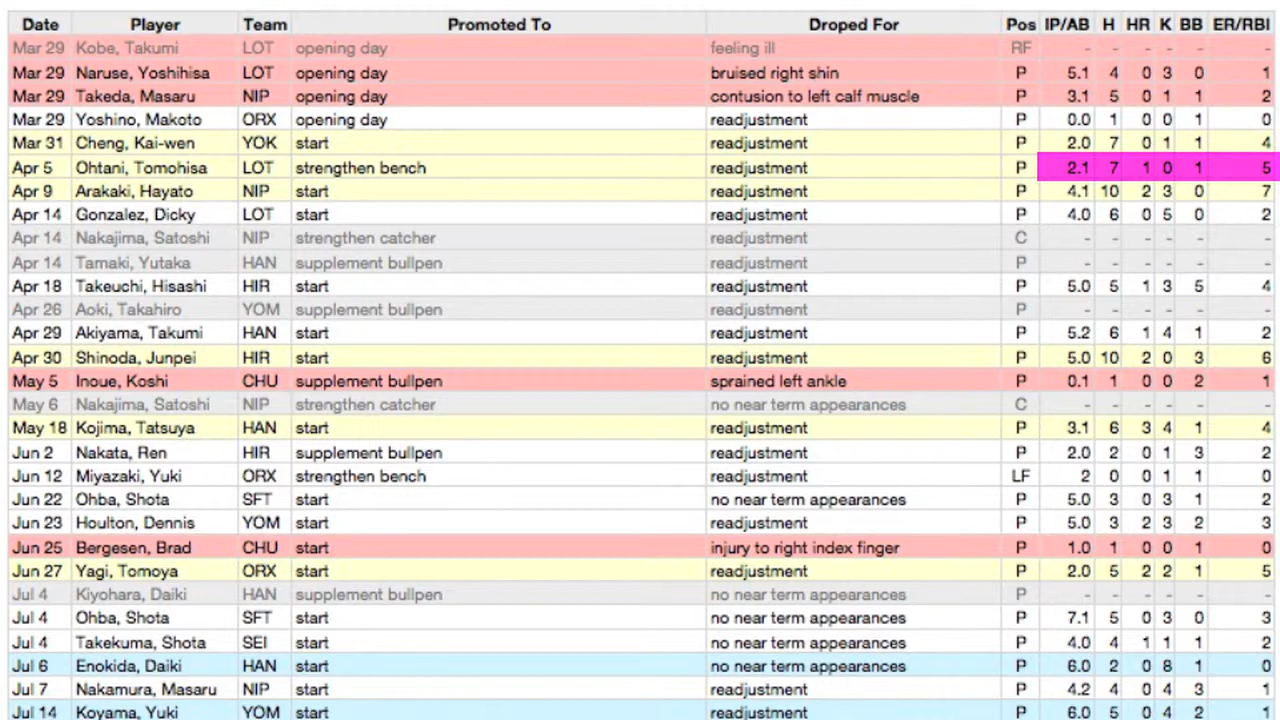 Date Player Team Promoted To Droped For Pos IP/AB H HR K BB ER/RBI
Mar 29 Kobe, Takumi LOT opening day feeling ill RF - - - - - -
Mar 29 Naruse, Yoshihisa LOT opening day bruised right shin P 5.1 4 0 3 0 1
Mar 29 Takeda, Masaru NIP opening day contusion to left calf muscle P 3.1 5 0 1 1 2
Mar 29 Yoshino, Makoto ORX opening day readjustment P 0.0 1 0 0 1 0
Mar 31 Cheng, Kai-wen YOK start readjustment P 2.0 7 0 1 1 4
Apr 5 Ohtani, Tomohisa LOT strengthen bench readjustment P 2.1 7 1 0 1 5
Apr 9 Arakaki, Hayato NIP start readjustment P 4.1 10 2 3 0 7
Apr 14 Gonzalez, Dicky LOT start readjustment P 4.0 6 0 5 0 2
Apr 14 Nakajima, Satoshi NIP strengthen catcher readjustment C - - - - - -
Apr 14 Tamaki, Yutaka HAN supplement bullpen readjustment P - - - - - -
Apr 18 Takeuchi, Hisashi HIR start readjustment P 5.0 5 1 3 5 4
Apr 26 Aoki, Takahiro YOM supplement bullpen readjustment P - - - - - -
Apr 29 Akiyama, Takumi HAN start readjustment P 5.2 6 1 4 1 2
Apr 30 Shinoda, Junpei HIR start readjustment P 5.0 10 2 0 3 6
May 5 Inoue, Koshi CHU supplement bullpen sprained left ankle P 0.1 1 0 0 2 1
May 6 Nakajima, Satoshi NIP strengthen catcher no near term appearances C - - - - - -
May 18 Kojima, Tatsuya HAN start readjustment P 3.1 6 3 4 1 4
Jun 2 Nakata, Ren HIR supplement bullpen readjustment P 2.0 2 0 1 3 2
Jun 12 Miyazaki, Yuki ORX strengthen bench readjustment LF 2 0 0 1 1 0
Jun 22 Ohba, Shota SFT start no near term appearances P 5.0 3 0 3 1 2
Jun 23 Houlton, Dennis YOM start readjustment P 5.0 3 2 3 2 3
Jun 25 Bergesen, Brad CHU start injury to right index finger P 1.0 1 0 0 1 0
Jun 27 Yagi, Tomoya ORX start readjustment P 2.0 5 2 2 1 5
Jul 4 Kiyohara, Daiki HAN supplement bullpen no near term appearances P - - - - - -
Jul 4 Ohba, Shota SFT start no near term appearances P 7.1 5 0 3 0 3
Jul 4 Takekuma, Shota SEI start no near term appearances P 4.0 4 1 1 1 2
Jul 6 Enokida, Daiki HAN start no near term appearances P 6.0 2 0 8 1 0
Jul 7 Nakamura, Masaru NIP start readjustment P 4.2 4 0 4 3 1
Jul 14 Koyama, Yuki YOM start readjustment P 6.0 5 0 4 2 1